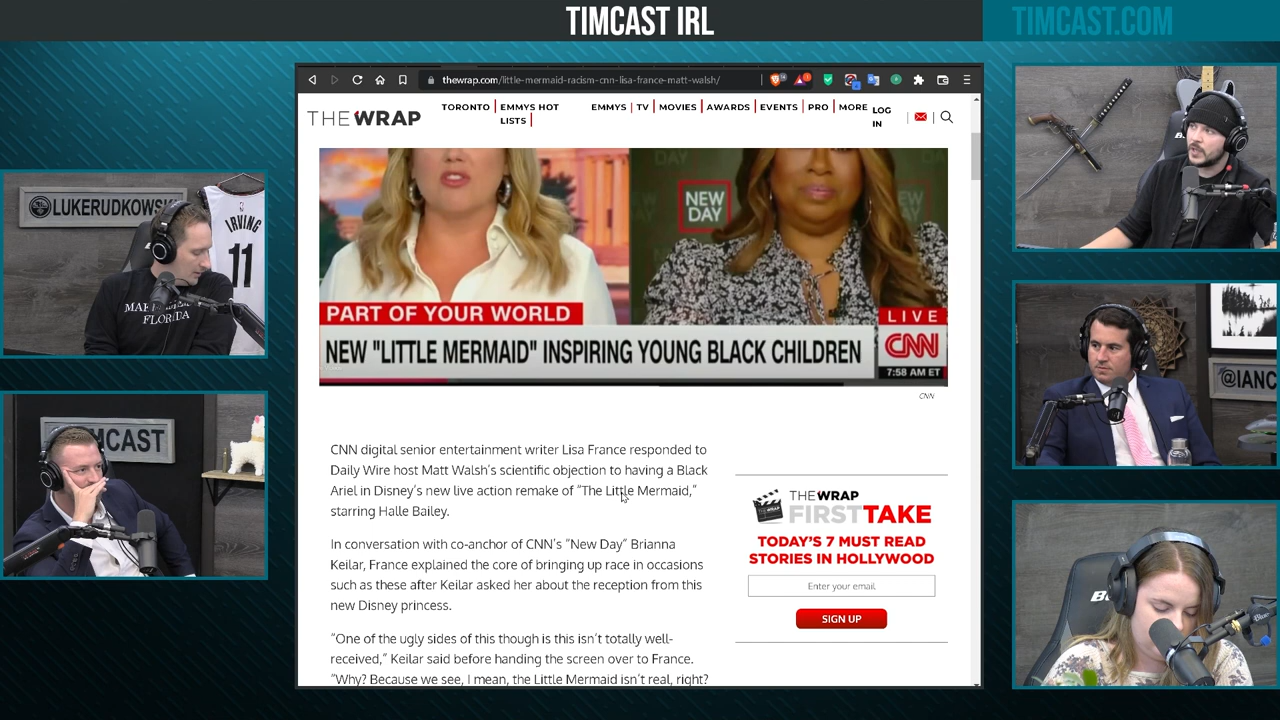 TIMCAST IRL
TIMCAST.COM
thewrap.com/little-mermaid-racism-cnn-lisa-france-matt-walsh/
THE WRAP
TORONTO
EMMYS HOT
LISTS
EMMYS
TV
MOVIES
AWARDS
EVENTS
PRO
MORE
LOG
IN
DAY
NEW
DAY
PART OF YOUR WORLD
LIVE
NEW "LITTLE MERMAID" INSPIRING YOUNG BLACK CHILDREN
CNN
7:58 AM ET
CNN
CNN digital senior entertainment writer Lisa France responded to
Daily Wire host Matt Walsh's scientific objection to having a Black
Ariel in Disney's new live action remake of "The Little Mermaid,"
starring Halle Bailey.
In conversation with co-anchor of CNN's "New Day" Brianna
Keilar, France explained the core of bringing up race in occasions
such as these after Keilar asked her about the reception from this
new Disney princess.
"One of the ugly sides of this though is this isn't totally well-
received," Keilar said before handing the screen over to France.
"Why? Because we see, I mean, the Little Mermaid isn't real, right?
THEWRAP
FIRSTTAKE
TODAY'S 7 MUST READ
STORIES IN HOLLYWOOD
Enter your email.
SIGN UP
@LUKERUDKOWSK
IRVING
11
FLORIDA
MCAST
@IANC